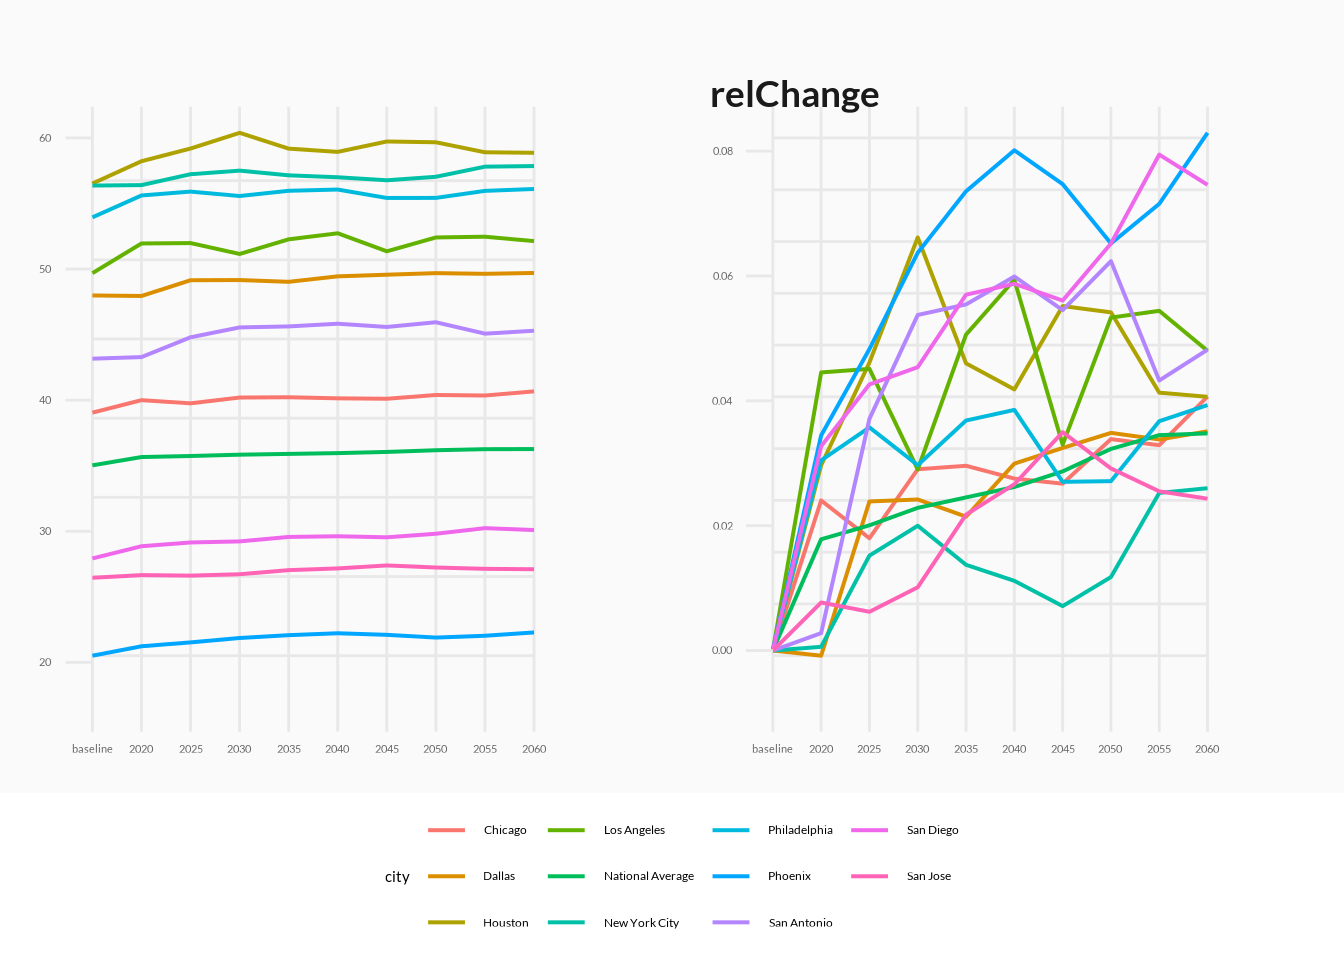 relChange
60
50
40
30
20
baseline 2020 2025 2030 2035 2040 2045 2050 2055 2060
0.08
0.06
0.04
0.02
0.00
baseline 2020 2025 2030 2035 2040 2045 2050 2055 2060
city
Chicago Los Angeles Philadelphia San Diego
Dallas National Average Phoenix San Jose
Houston New York City San Antonio